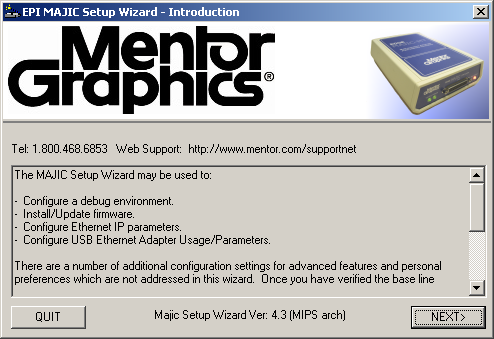 EPI MAJIC Setup Wizard - Introduction
Mentor
Graphics®
Tel: 1.800.468.6853 Web Support: http://www.mentor.com/supportnet
The MAJIC Setup Wizard may be used to:
- Configure a debug environment.
- Install/Update firmware.
- Configure Ethernet IP parameters.
- Configure USB Ethernet Adapter Usage/Parameters.
There are a number of additional configuration settings for advanced features and personal
preferences which are not addressed in this wizard. Once you have verified the base line
QUIT Majic Setup Wizard Ver: 4.3 (MIPS arch) NEXT>